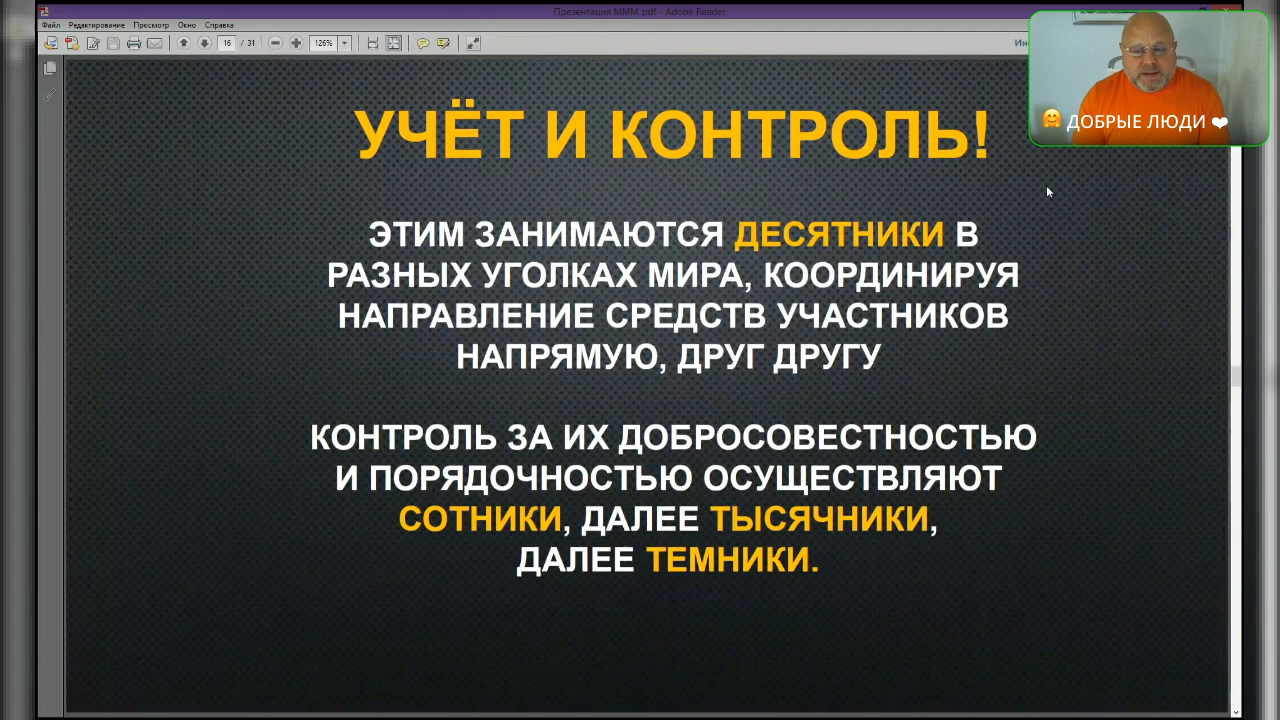 Презентация МММ.pdf - Adobe Reader
Файл Редактирование Просмотр Окно Справка
16 / 31 126%
🤗 ДОБРЫЕ ЛЮДИ ❤
УЧЁТ И КОНТРОЛЬ!
ЭТИМ ЗАНИМАЮТСЯ ДЕСЯТНИКИ В
РАЗНЫХ УГОЛКАХ МИРА, КООРДИНИРУЯ
НАПРАВЛЕНИЕ СРЕДСТВ УЧАСТНИКОВ
НАПРЯМУЮ, ДРУГ ДРУГУ
КОНТРОЛЬ ЗА ИХ ДОБРОСОВЕСТНОСТЬЮ
И ПОРЯДОЧНОСТЬЮ ОСУЩЕСТВЛЯЮТ
СОТНИКИ, ДАЛЕЕ ТЫСЯЧНИКИ,
ДАЛЕЕ ТЕМНИКИ.